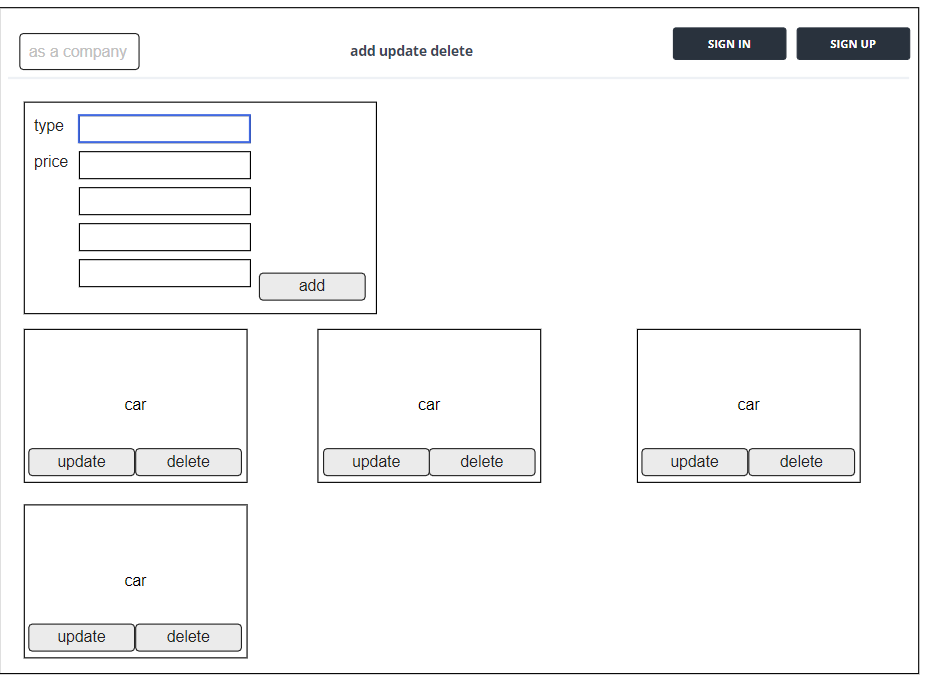 as a company
add update delete
SIGN IN
SIGN UP
type
price
add
car
car
car
update
delete
update
delete
update
delete
car
update
delete